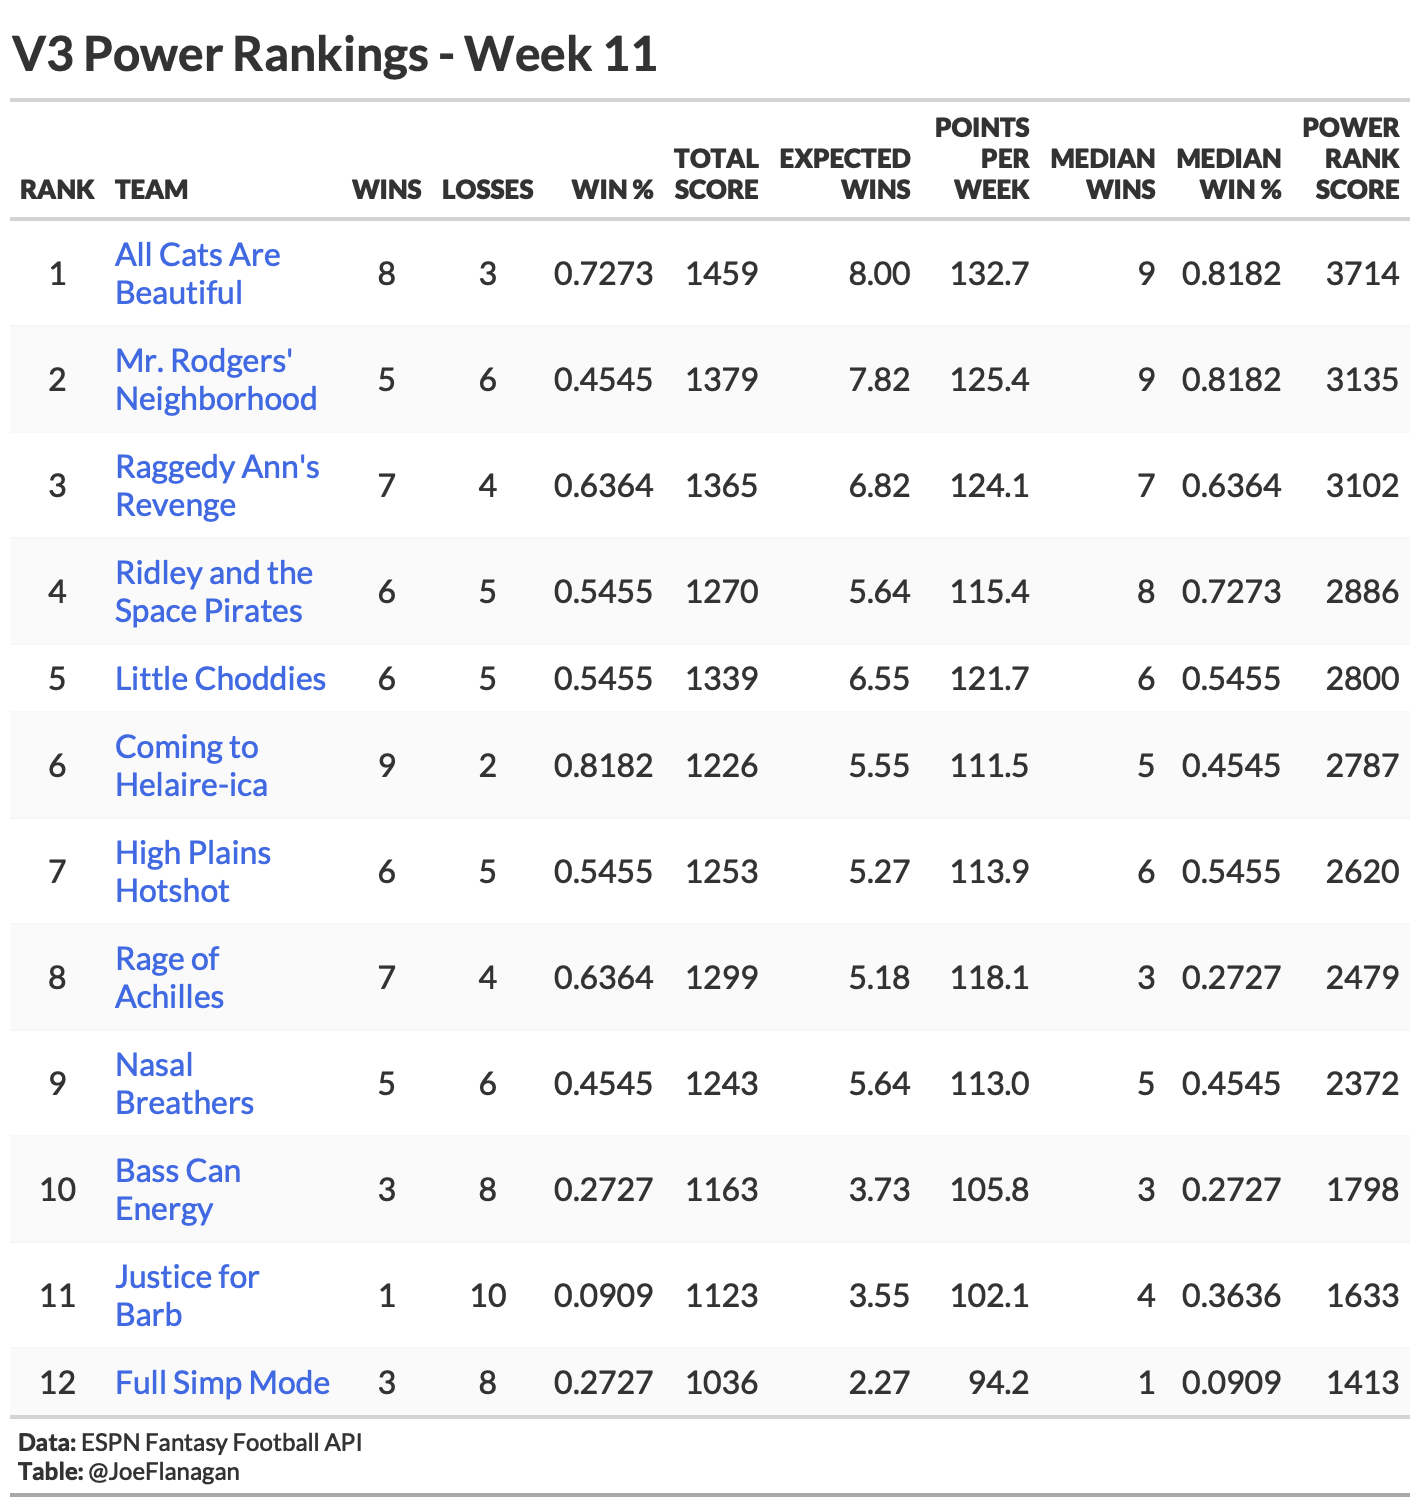 V3 Power Rankings - Week 11
RANK TEAM WINS LOSSES WIN % TOTAL SCORE EXPECTED WINS POINTS PER WEEK MEDIAN WINS MEDIAN WIN % POWER RANK SCORE
1 All Cats Are Beautiful 8 3 0.7273 1459 8.00 132.7 9 0.8182 3714
2 Mr. Rodgers' Neighborhood 5 6 0.4545 1379 7.82 125.4 9 0.8182 3135
3 Raggedy Ann's Revenge 7 4 0.6364 1365 6.82 124.1 7 0.6364 3102
4 Ridley and the Space Pirates 6 5 0.5455 1270 5.64 115.4 8 0.7273 2886
5 Little Choddies 6 5 0.5455 1339 6.55 121.7 6 0.5455 2800
6 Coming to Helaire-ica 9 2 0.8182 1226 5.55 111.5 5 0.4545 2787
7 High Plains Hotshot 6 5 0.5455 1253 5.27 113.9 6 0.5455 2620
8 Rage of Achilles 7 4 0.6364 1299 5.18 118.1 3 0.2727 2479
9 Nasal Breathers 5 6 0.4545 1243 5.64 113.0 5 0.4545 2372
10 Bass Can Energy 3 8 0.2727 1163 3.73 105.8 3 0.2727 1798
11 Justice for Barb 1 10 0.0909 1123 3.55 102.1 4 0.3636 1633
12 Full Simp Mode 3 8 0.2727 1036 2.27 94.2 1 0.0909 1413
Data: ESPN Fantasy Football API
Table: @JoeFlanagan